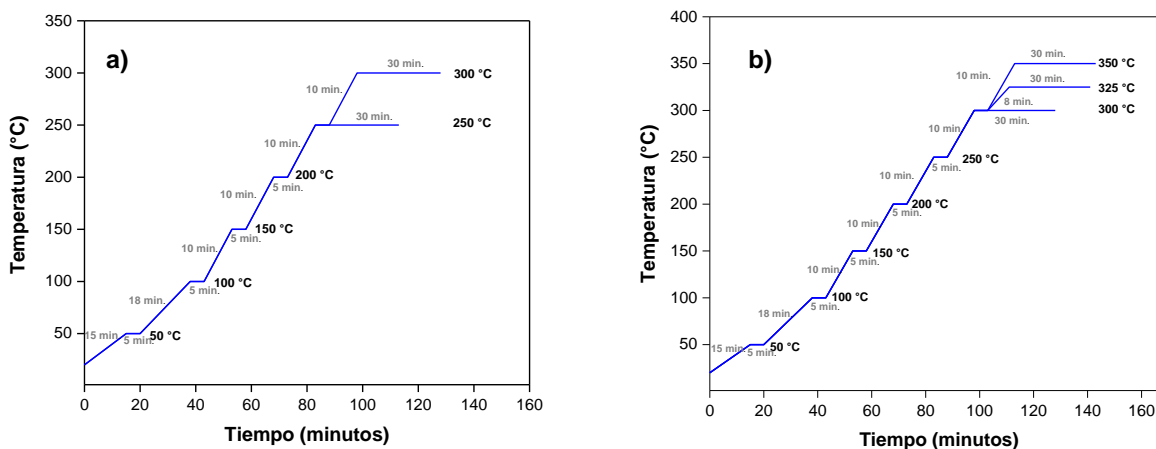 a)
350
300
250
200
150
100
50
0
20
40
60
80
100
120
140
160
Temperatura (°C)
Tiempo (minutos)
30 min.
300 °C
10 min.
250 °C
30 min.
10 min.
200 °C
5 min.
10 min.
150 °C
5 min.
10 min.
100 °C
5 min.
18 min.
50 °C
15 min.
5 min.
b)
400
350
300
250
200
150
100
50
0
20
40
60
80
100
120
140
160
Temperatura (°C)
Tiempo (minutos)
30 min.
350 °C
10 min.
30 min.
325 °C
8 min.
300 °C
30 min.
10 min.
250 °C
5 min.
10 min.
200 °C
5 min.
10 min.
150 °C
5 min.
10 min.
100 °C
5 min.
18 min.
50 °C
15 min.
5 min.